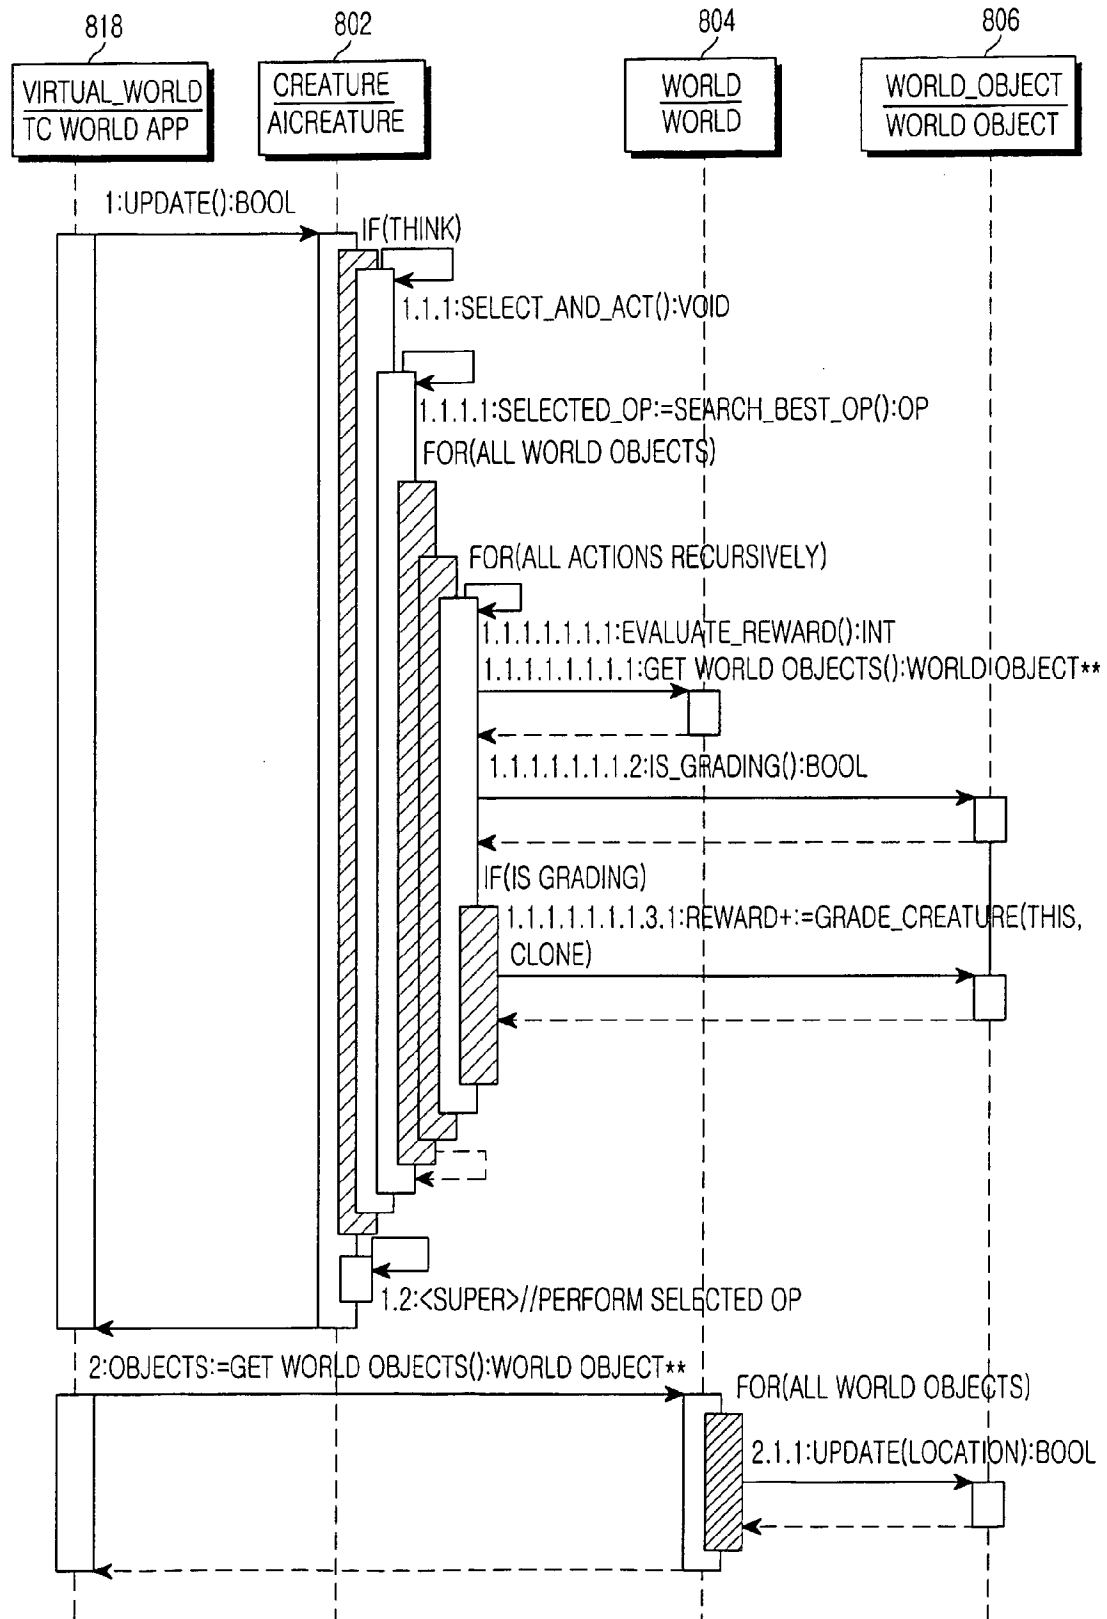 818
802
804
806
VIRTUAL_WORLD
TC WORLD APP
CREATURE
AICREATURE
WORLD
WORLD
WORLD_OBJECT
WORLD OBJECT
1:UPDATE():BOOL
IF(THINK)
1.1.1:SELECT_AND_ACT():VOID
1.1.1.1:SELECTED_OP:=SEARCH_BEST_OP():OP
FOR(ALL WORLD OBJECTS)
FOR(ALL ACTIONS RECURSIVELY)
1.1.1.1.1.1.1:EVALUATE_REWARD():INT
1.1.1.1.1.1.1.1:GET WORLD OBJECTS():WORLD OBJECT**
1.1.1.1.1.1.1.2:IS_GRADING():BOOL
IF(IS GRADING)
1.1.1.1.1.1.1.3.1:REWARD+:=GRADE_CREATURE(THIS,
CLONE)
1.2:<SUPER>//PERFORM SELECTED OP
2:OBJECTS:=GET WORLD OBJECTS():WORLD OBJECT**
FOR(ALL WORLD OBJECTS)
2.1.1:UPDATE(LOCATION):BOOL